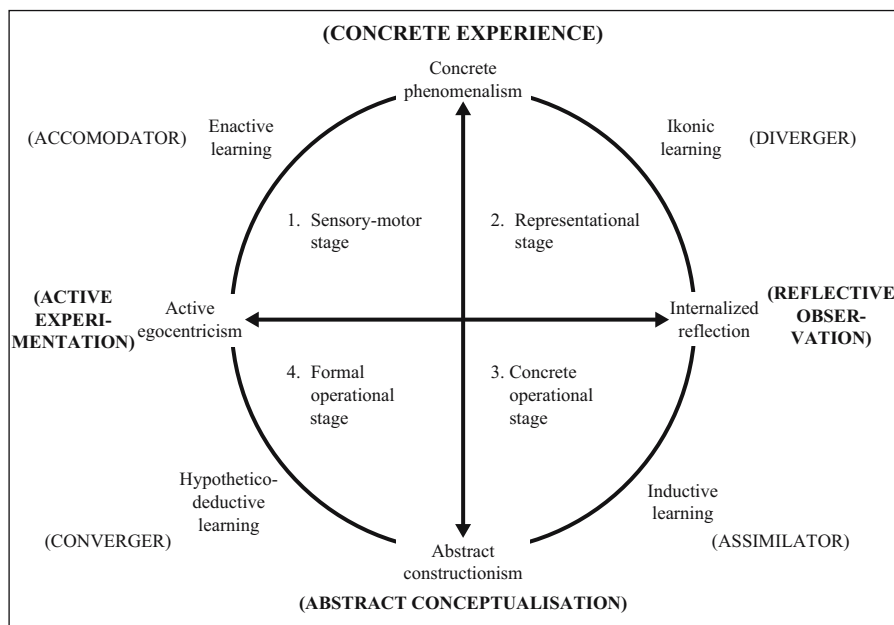 (CONCRETE EXPERIENCE)
Concrete
phenomenalism
(ACCOMODATOR)
Enactive
learning
Ikonic
learning
(DIVERGER)
1. Sensory-motor
stage
2. Representational
stage
(ACTIVE
EXPERI-
MENTATION)
Active
egocentricism
Internalized
reflection
(REFLECTIVE
OBSER-
VATION)
4. Formal
operational
stage
3. Concrete
operational
stage
Hypothetico-
deductive
learning
(CONVERGER)
Inductive
learning
(ASSIMILATOR)
Abstract
constructionism
(ABSTRACT CONCEPTUALISATION)